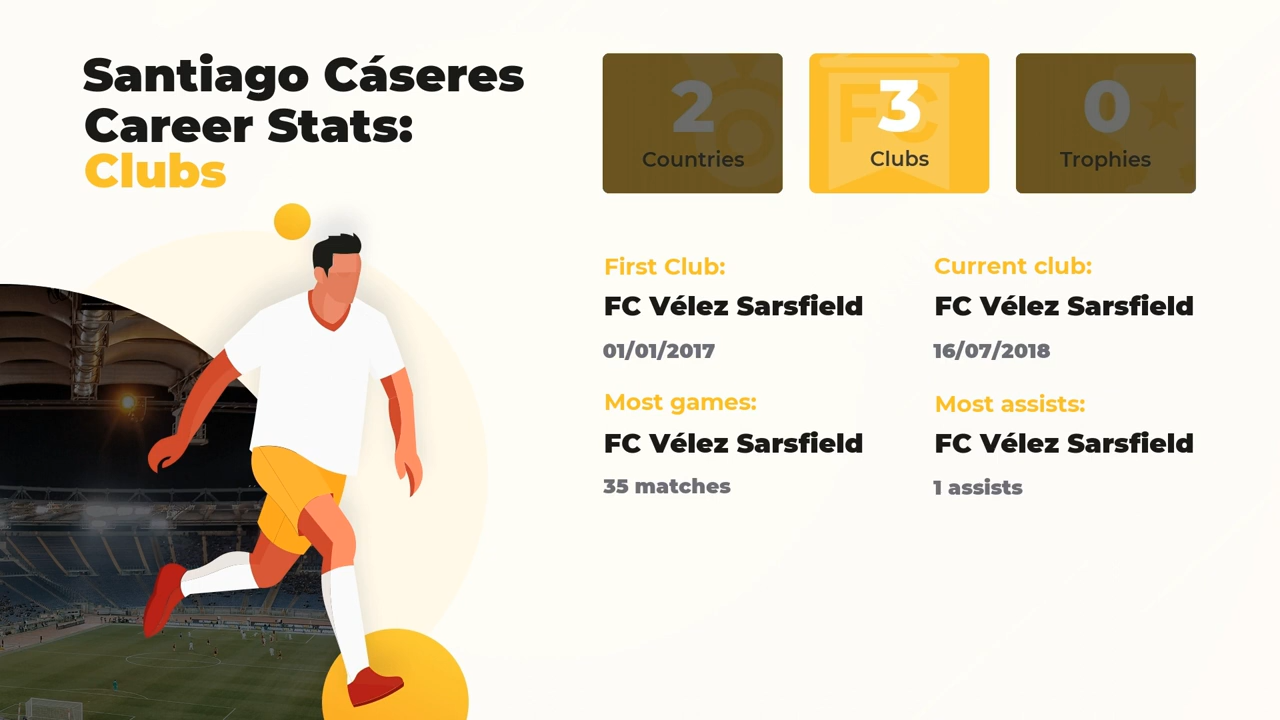 Santiago Cáseres
Career Stats:
Clubs
2
Countries
FC
3
Clubs
0
Trophies
First Club:
FC Vélez Sarsfield
01/01/2017
Current club:
FC Vélez Sarsfield
16/07/2018
Most games:
FC Vélez Sarsfield
35 matches
Most assists:
FC Vélez Sarsfield
1 assists